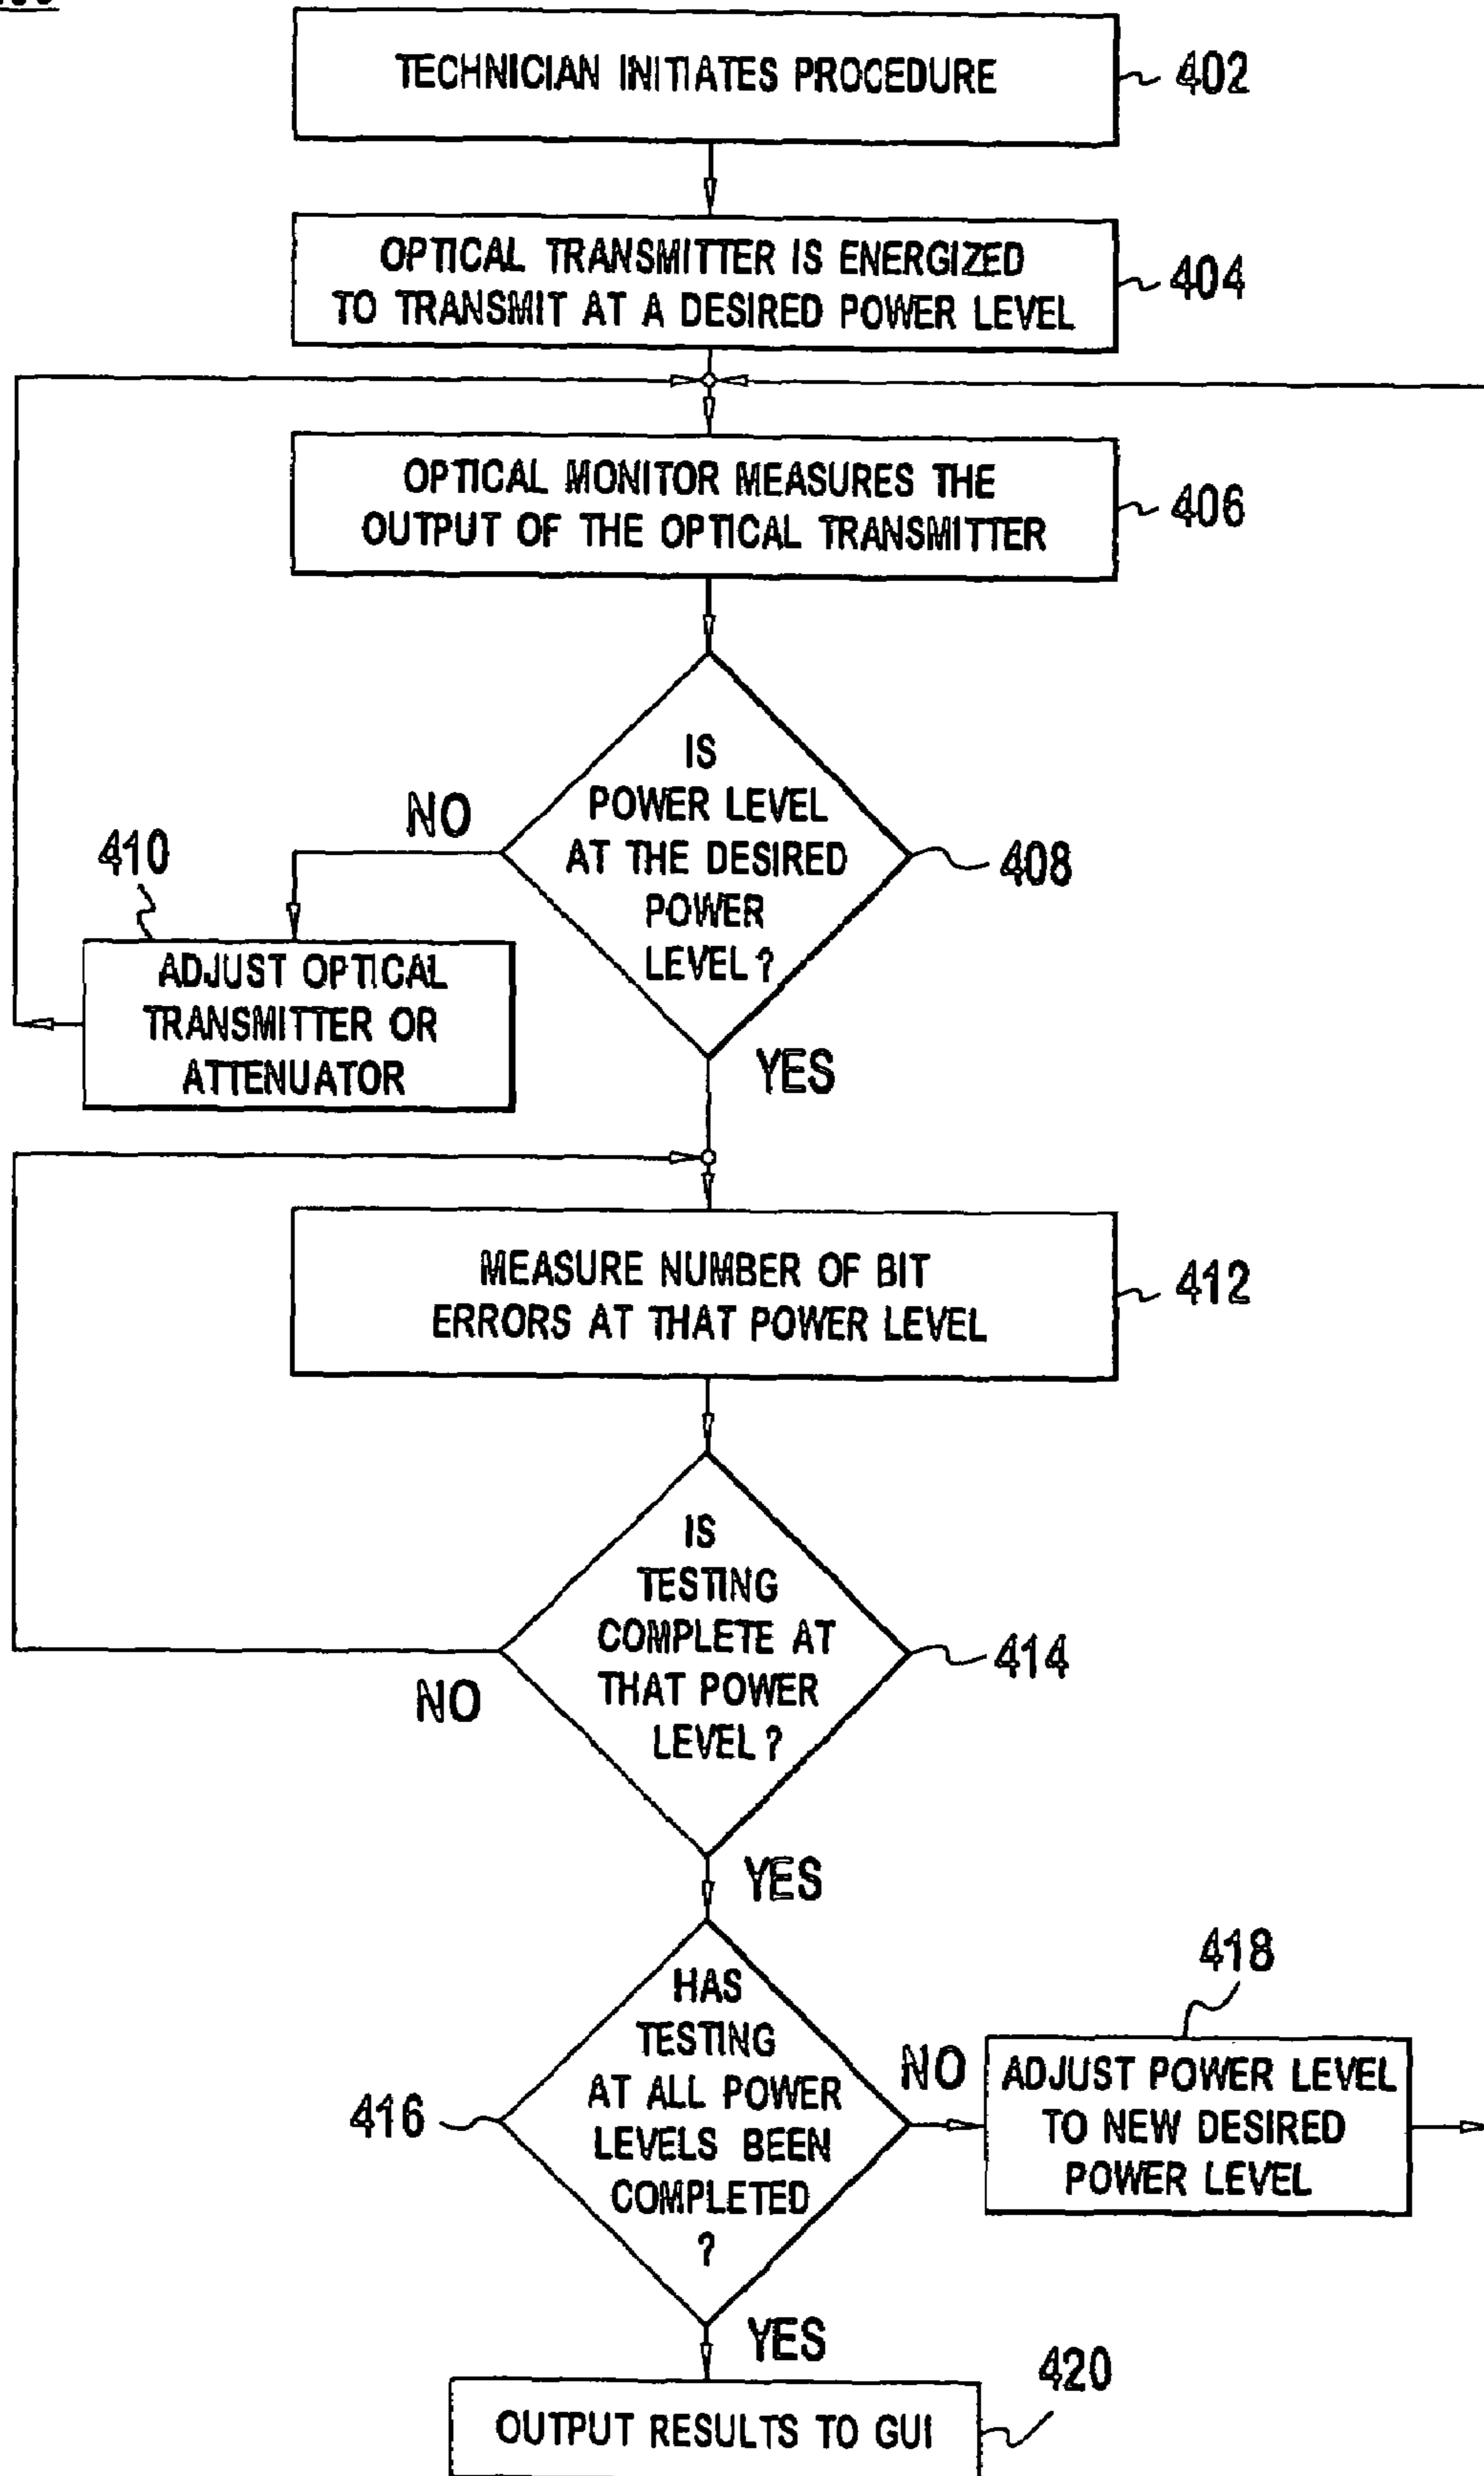 TECHNICIAN INITIATES PROCEDURE
402
OPTICAL TRANSMITTER IS ENERGIZED
TO TRANSMIT AT A DESIRED POWER LEVEL
404
OPTICAL MONITOR MEASURES THE
OUTPUT OF THE OPTICAL TRANSMITTER
406
IS
POWER LEVEL
AT THE DESIRED
POWER
LEVEL?
408
NO
410
ADJUST OPTICAL
TRANSMITTER OR
ATTENUATOR
YES
MEASURE NUMBER OF BIT
ERRORS AT THAT POWER LEVEL
412
IS
TESTING
COMPLETE AT
THAT POWER
LEVEL?
414
NO
YES
HAS
TESTING
AT ALL POWER
LEVELS BEEN
COMPLETED
?
416
NO
418
ADJUST POWER LEVEL
TO NEW DESIRED
POWER LEVEL
YES
420
OUTPUT RESULTS TO GUI